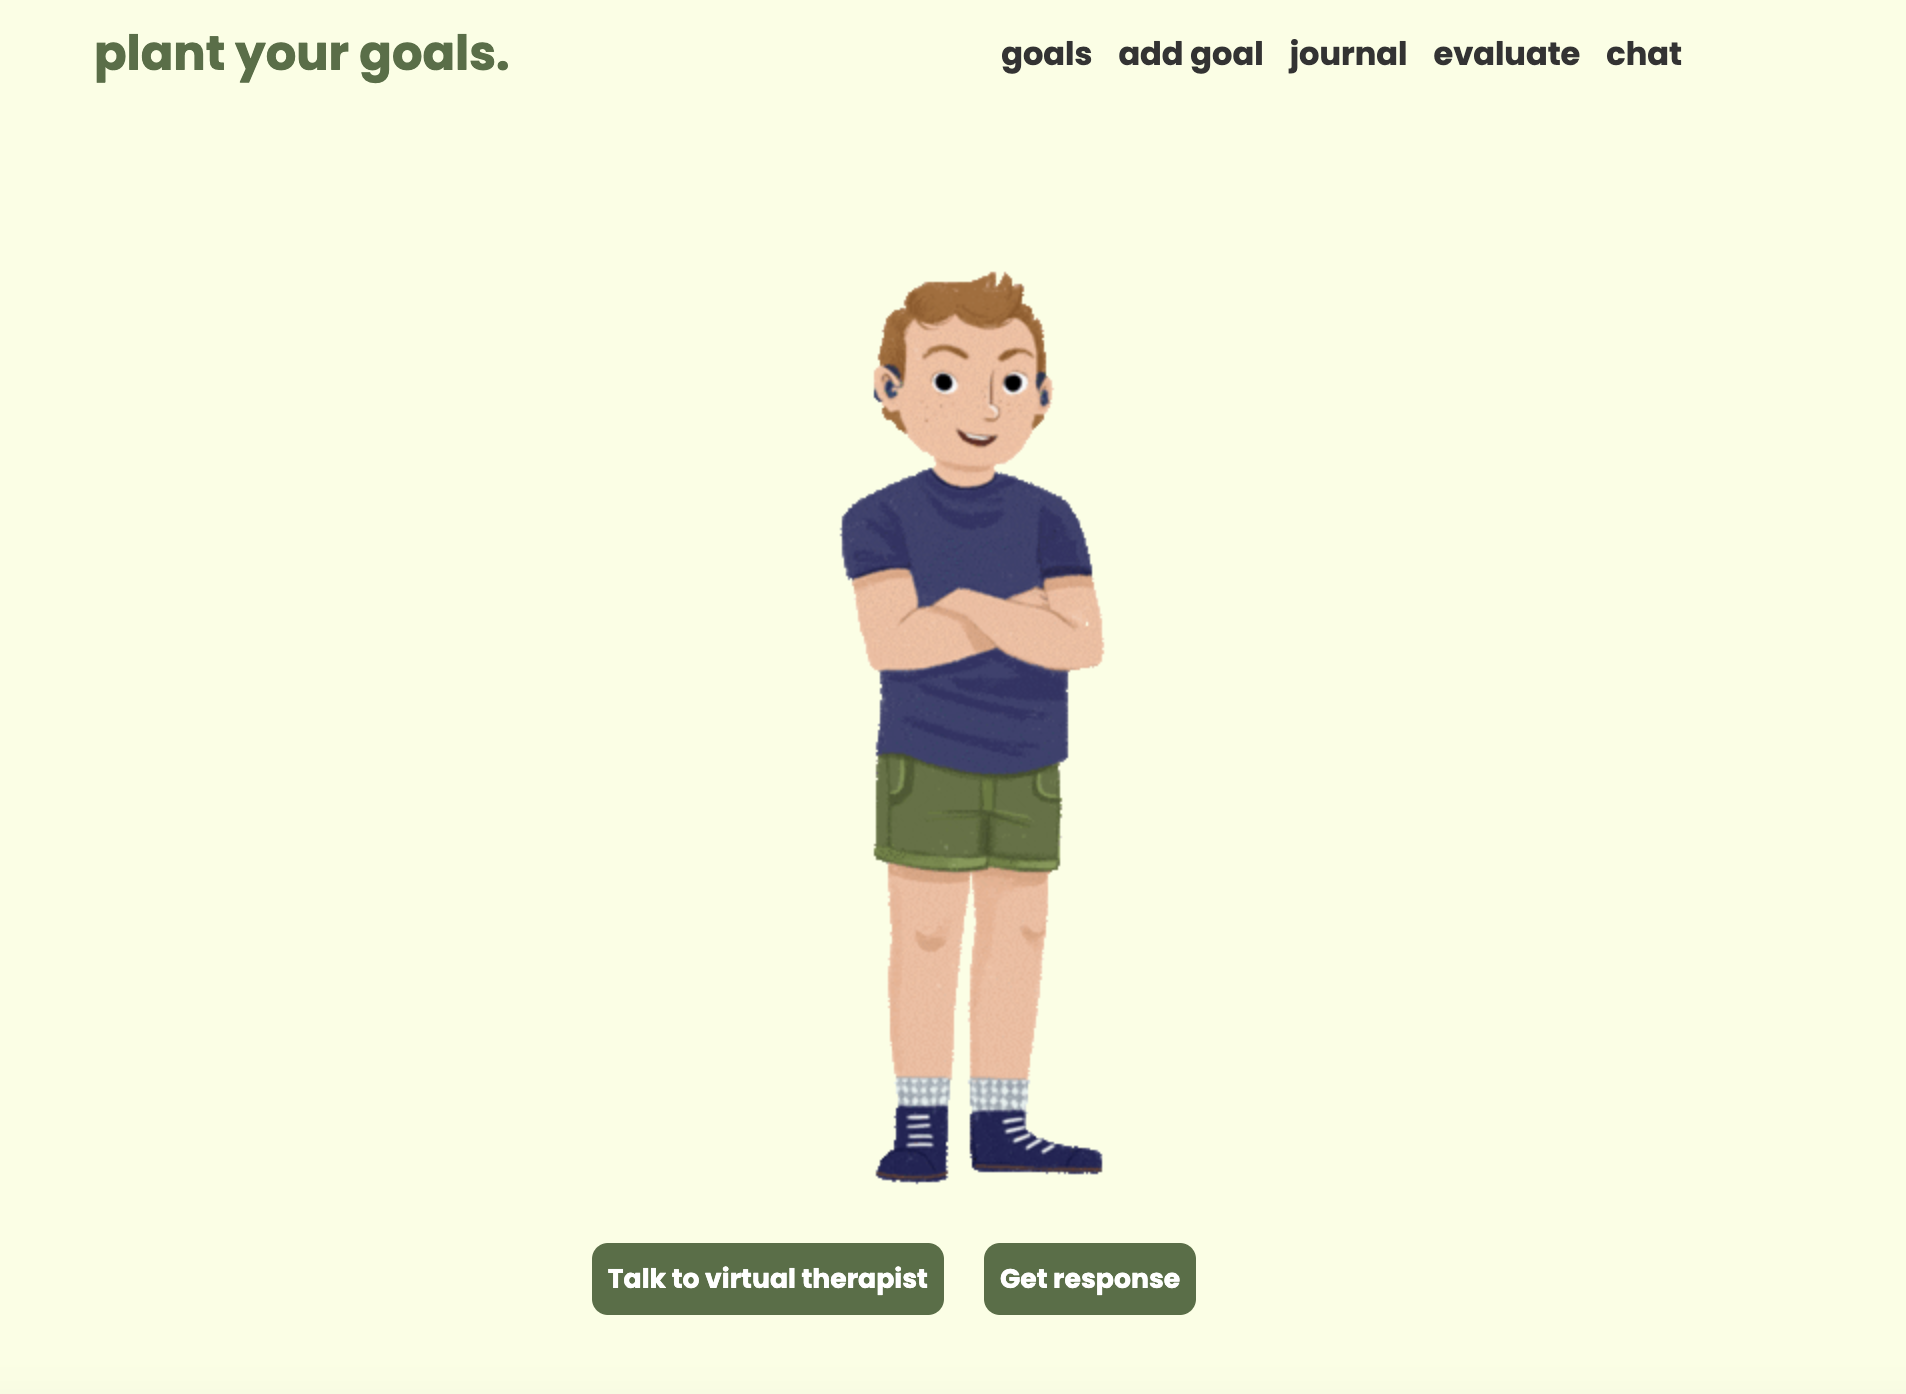 plant your goals.
goals add goal journal evaluate chat
Talk to virtual therapist
Get response